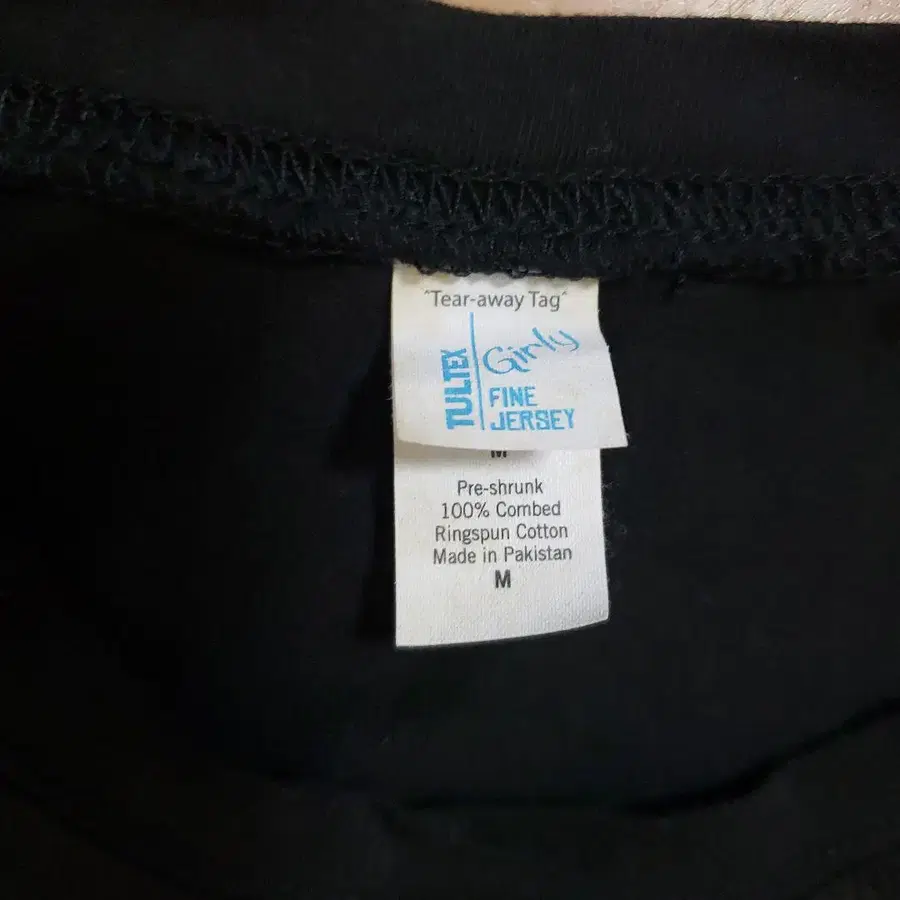 "Tear-away Tag"
TULTEX
Girly
FINE
JERSEY
M
Pre-shrunk
100% Combed
Ringspun Cotton
Made in Pakistan
M